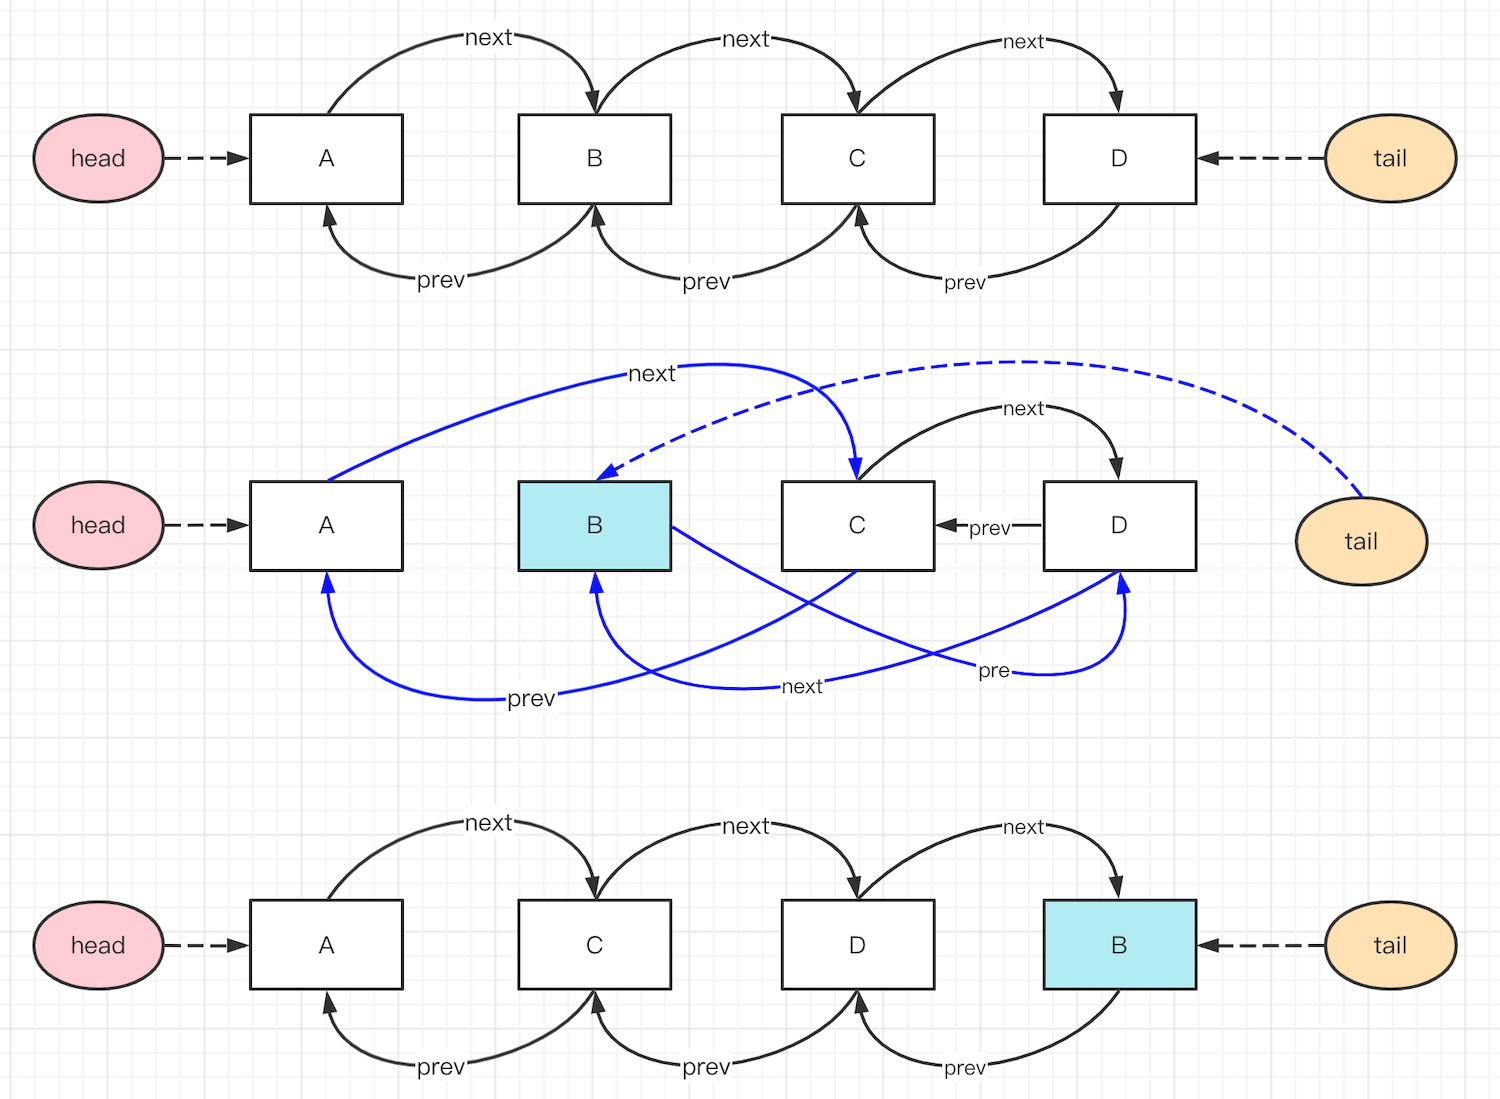 next next next
head A B C D tail
prev prev prev
next
next
head A B C prev D tail
pre
next
prev
next next next
head A C D B tail
prev prev prev